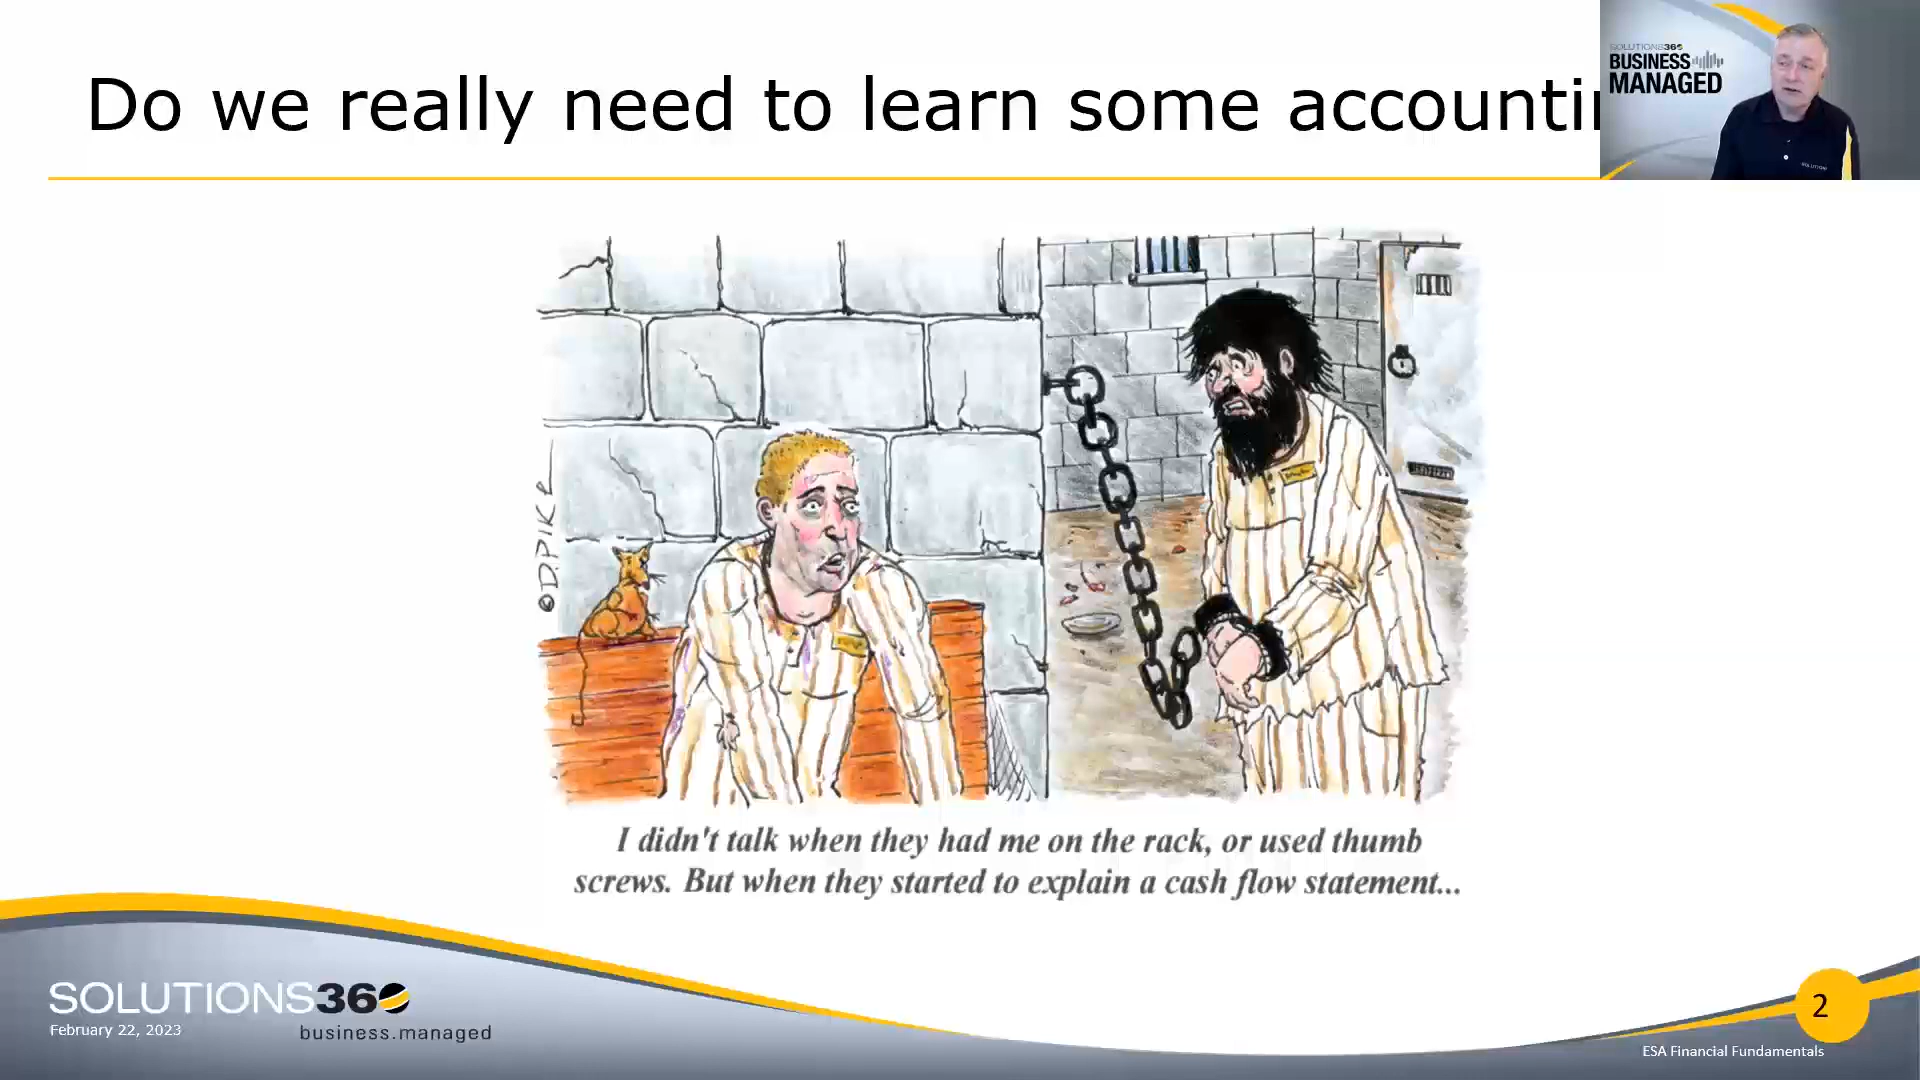 Do we really need to learn some accounti
SOLUTIONS360
BUSINESS
MANAGED
©D.PIKE
I didn't talk when they had me on the rack, or used thumb
screws. But when they started to explain a cash flow statement...
SOLUTIONS360
February 22, 2023
business.managed
2
ESA Financial Fundamentals